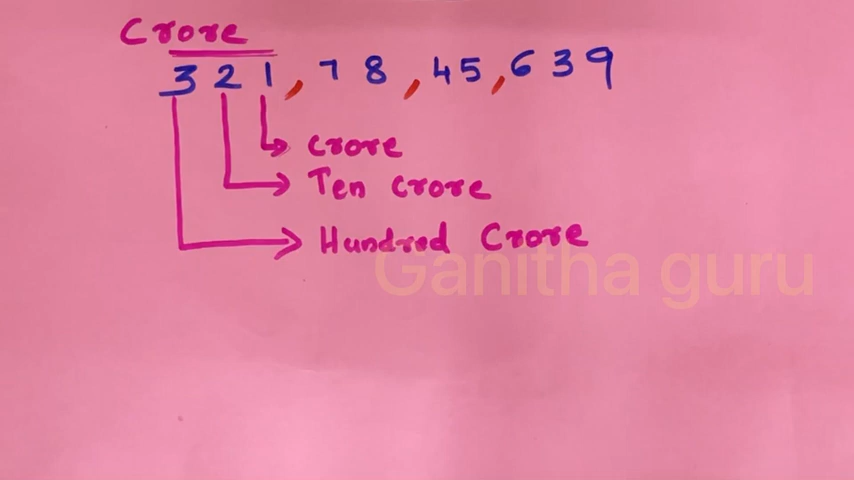 Crore
321,78,45,639
crore
Ten crore
Hundred Crore
Ganitha guru